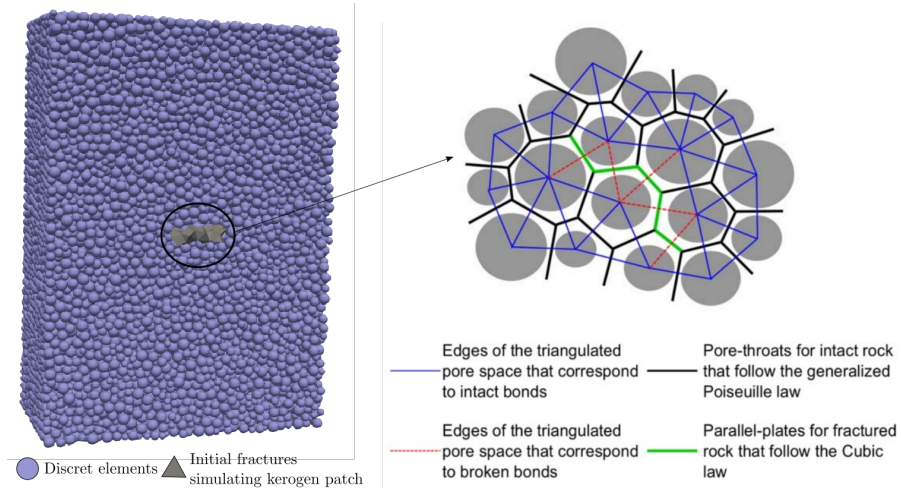 Discret elements
Initial fractures
simulating kerogen patch
Edges of the triangulated
pore space that correspond
to intact bonds
Pore-throats for intact rock
that follow the generalized
Poiseuille law
Edges of the triangulated
pore space that correspond
to broken bonds
Parallel-plates for fractured
rock that follow the Cubic
law